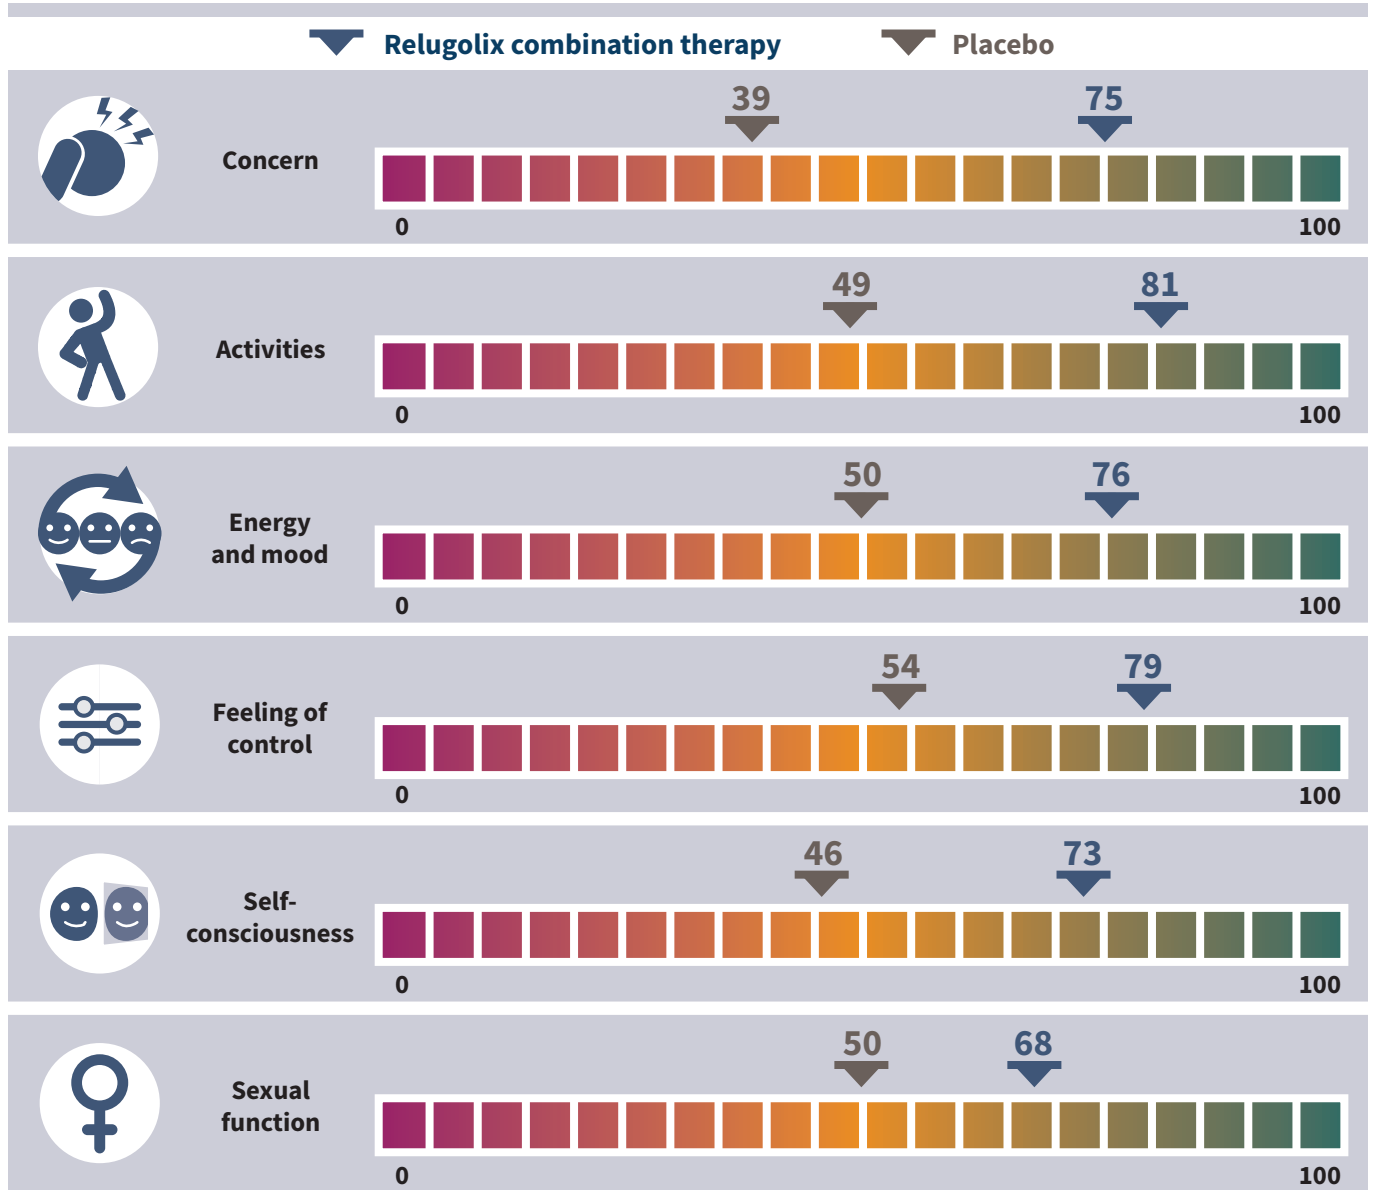 Relugolix combination therapy Placebo
39 75
Concern
0 100
49 81
Activities
0 100
50 76
Energy
and mood
0 100
54 79
Feeling of
control
0 100
46 73
Self-
consciousness
0 100
50 68
Sexual
function
0 100